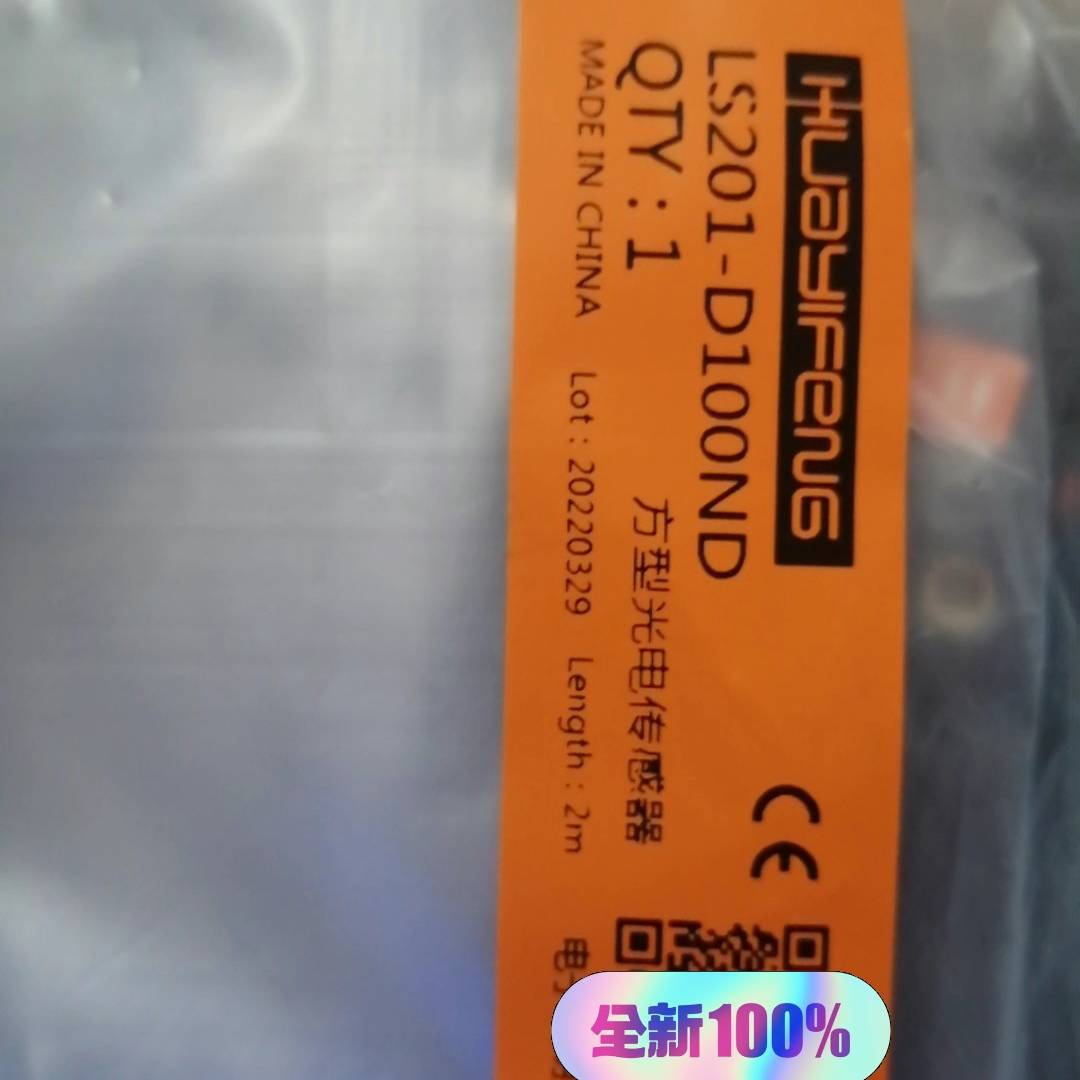 HUAYIFENG
LS201-D100ND
CE
QTY：1
方型光电传感器
MADE IN CHINA Lot：20220329 Length：2m
全新100%